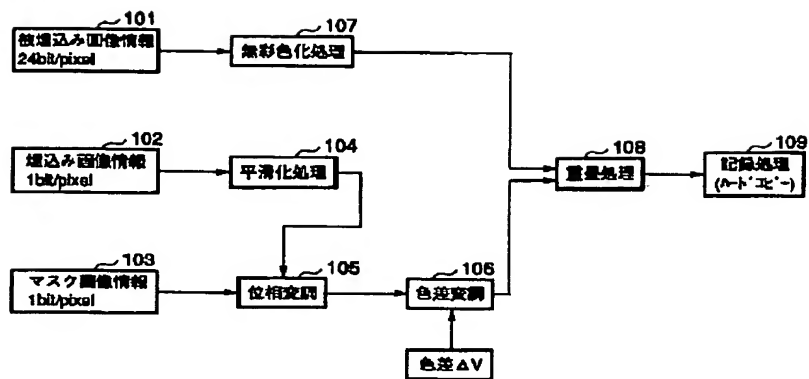 101
被埋込み画像情報
24bit/pixel
107
無彩色化処理
102
埋込み画像情報
1bit/pixel
104
平滑化処理
108
重畳処理
109
記録処理
(ハードコピー)
103
マスク画像情報
1bit/pixel
105
位相変調
106
色差変調
色差ΔV